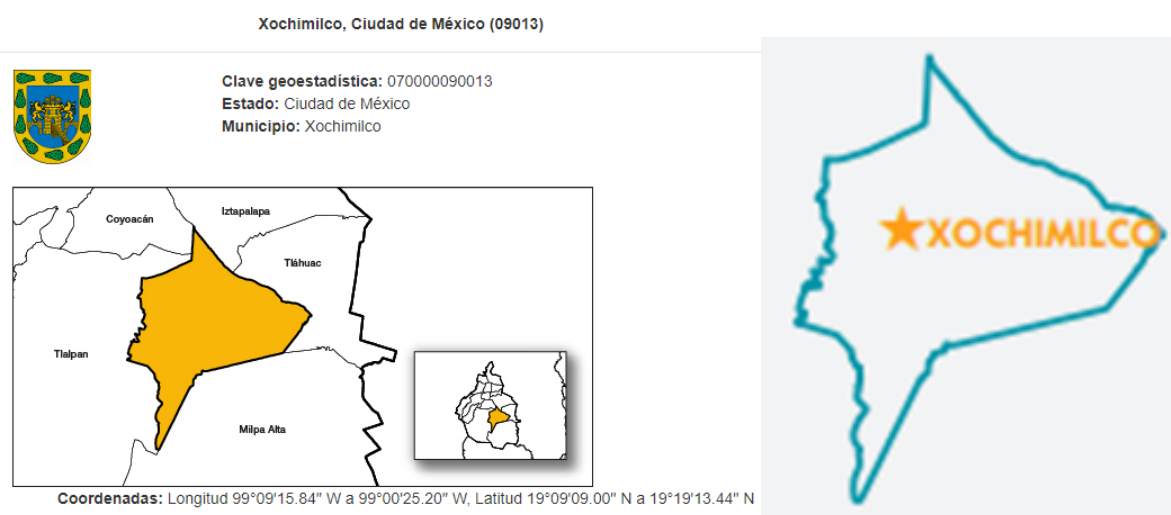 Xochimilco, Ciudad de México (09013)
Clave geoestadística: 070000090013
Estado: Ciudad de México
Municipio: Xochimilco
Coyoacán
Iztapalapa
Tláhuac
Tlalpan
Milpa Alta
XOCHIMILCO
Coordenadas: Longitud 99°09'15.84" W a 99°00'25.20" W, Latitud 19°09'09.00" N a 19°19'13.44" N